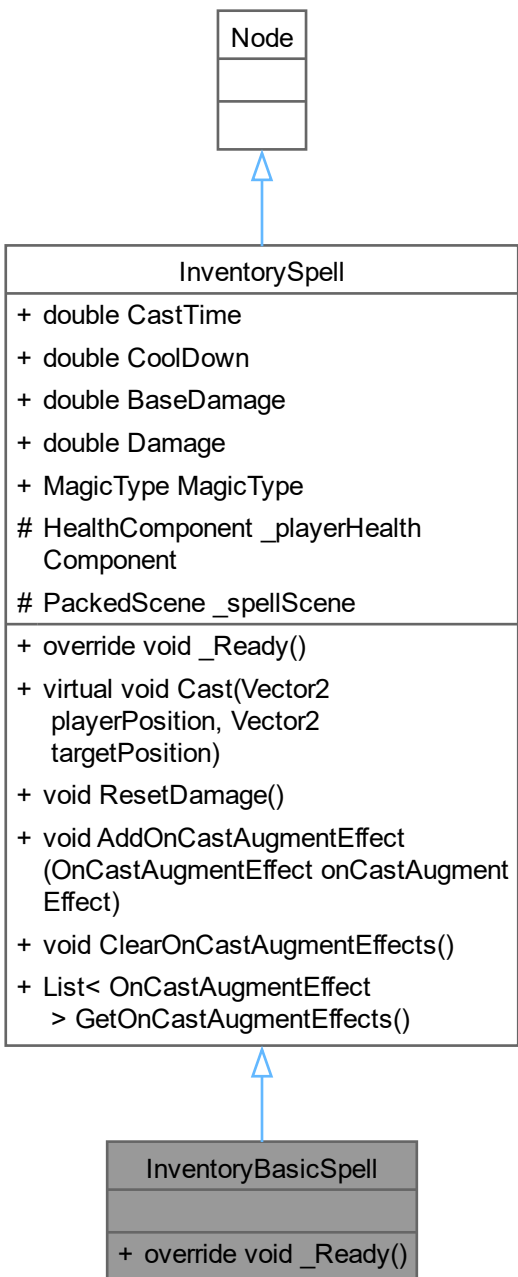 Node
InventorySpell
+ double CastTime
+ double CoolDown
+ double BaseDamage
+ double Damage
+ MagicType MagicType
# HealthComponent _playerHealth
Component
# PackedScene _spellScene
+ override void _Ready()
+ virtual void Cast(Vector2
playerPosition, Vector2
targetPosition)
+ void ResetDamage()
+ void AddOnCastAugmentEffect
(OnCastAugmentEffect onCastAugment
Effect)
+ void ClearOnCastAugmentEffects()
+ List< OnCastAugmentEffect
> GetOnCastAugmentEffects()
InventoryBasicSpell
+ override void _Ready()